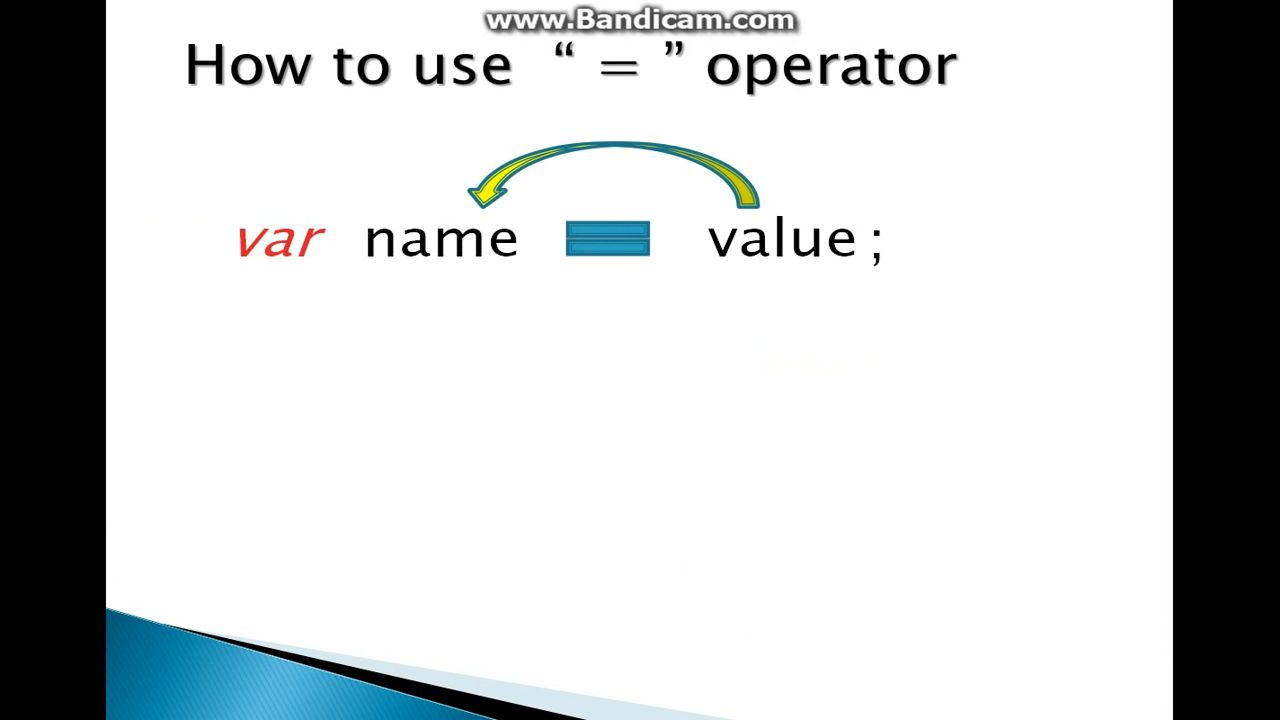 www.Bandicam.com
How to use “ = ” operator
var name = value ;